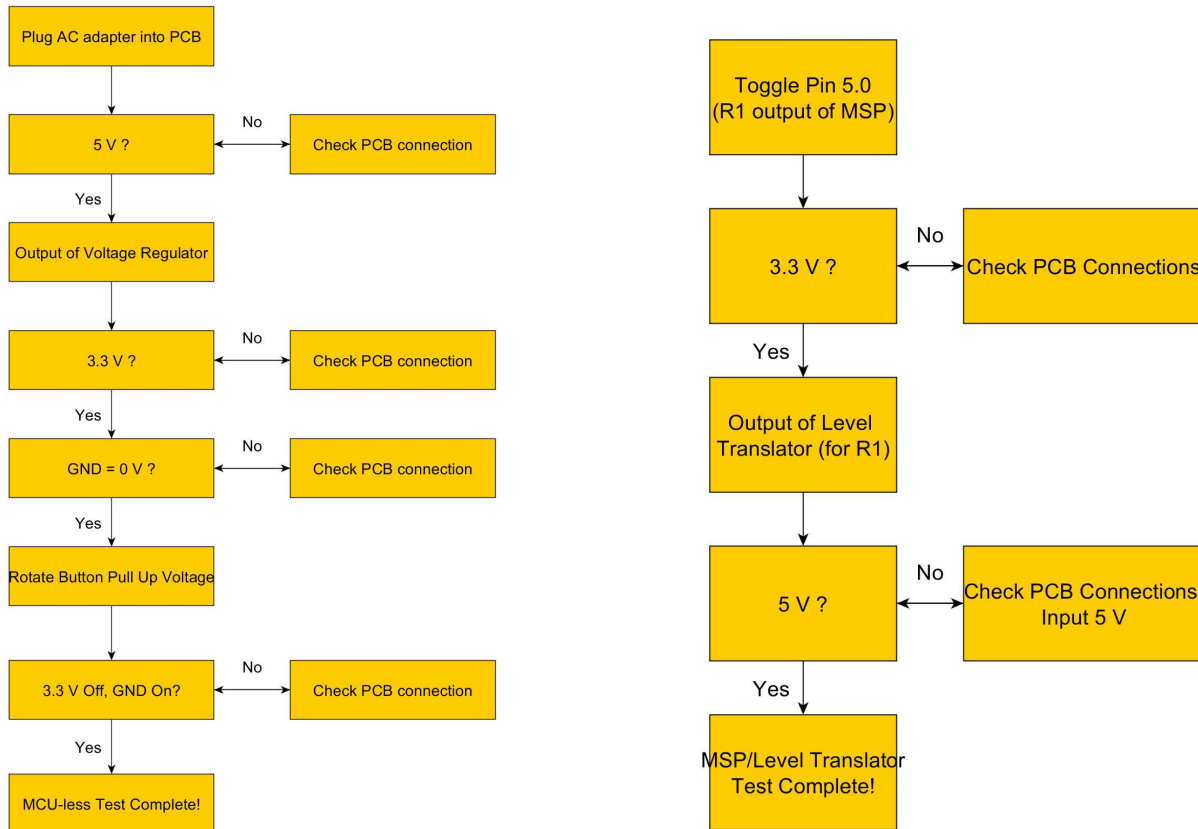 Plug AC adapter into PCB
5 V ?
No
Check PCB connection
Yes
Output of Voltage Regulator
3.3 V ?
No
Check PCB connection
Yes
GND = 0 V ?
No
Check PCB connection
Yes
Rotate Button Pull Up Voltage
3.3 V Off, GND On?
No
Check PCB connection
Yes
MCU-less Test Complete!
Toggle Pin 5.0
(R1 output of MSP)
3.3 V ?
No
Check PCB Connections
Yes
Output of Level
Translator (for R1)
5 V ?
No
Check PCB Connections
Input 5 V
Yes
MSP/Level Translator
Test Complete!